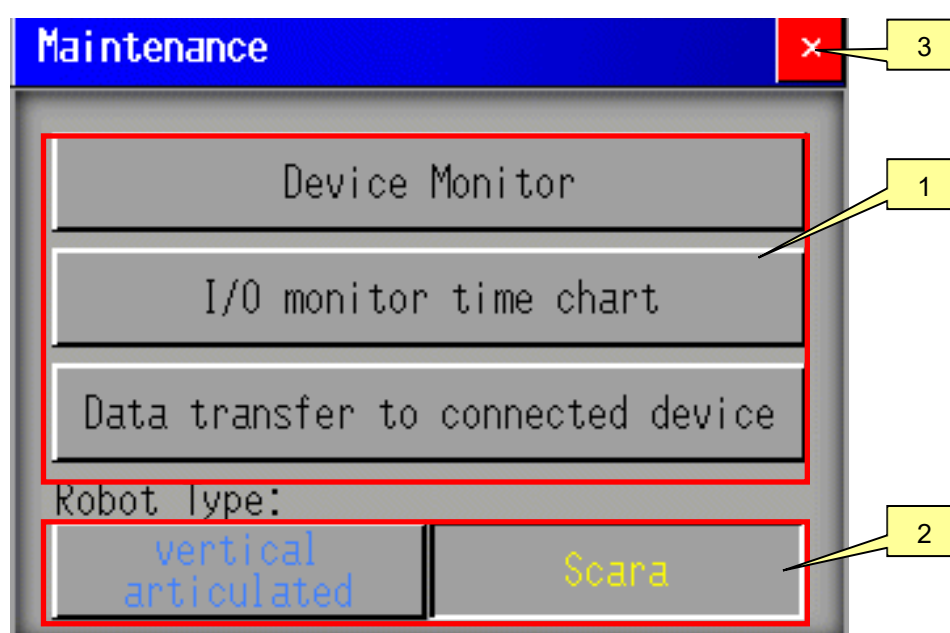 Maintenance
×
3
Device Monitor
1
I/O monitor time chart
Data transfer to connected device
Robot Type:
vertical
articulated
Scara
2